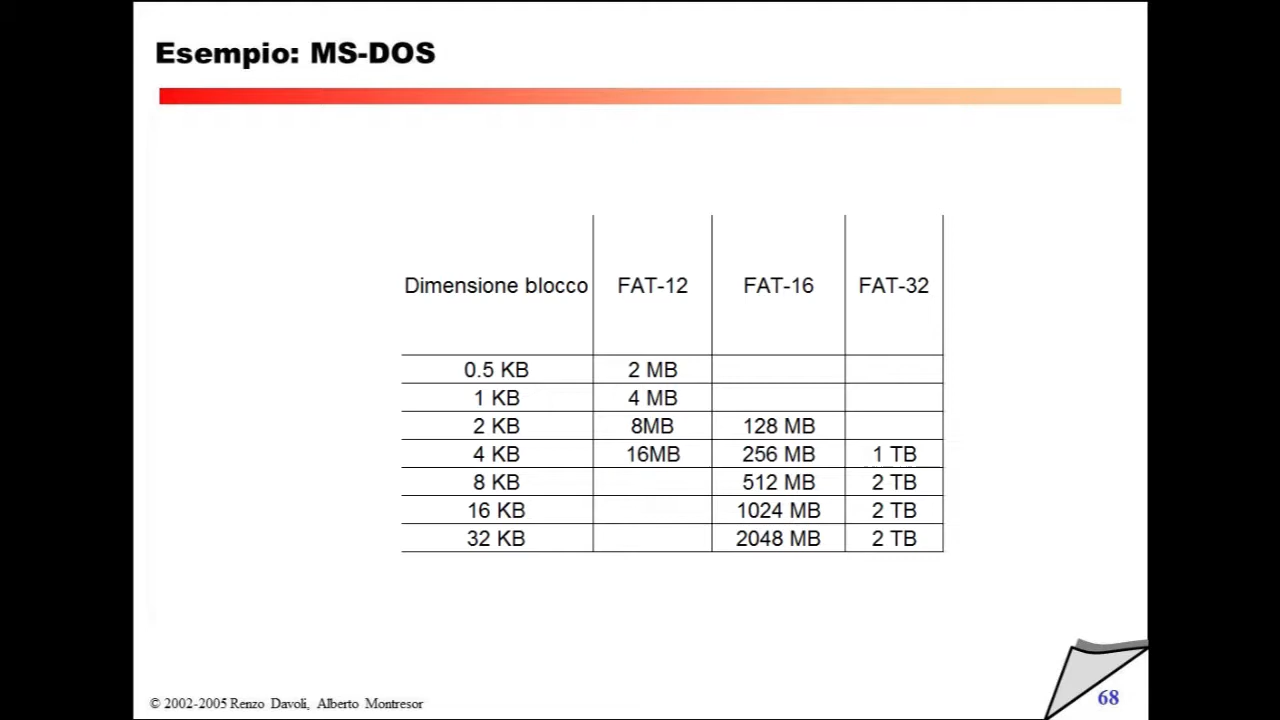 Esempio: MS-DOS
Dimensione blocco FAT-12 FAT-16 FAT-32
0.5 KB 2 MB
1 KB 4 MB
2 KB 8MB 128 MB
4 KB 16MB 256 MB 1 TB
8 KB 512 MB 2 TB
16 KB 1024 MB 2 TB
32 KB 2048 MB 2 TB
© 2002-2005 Renzo Davoli, Alberto Montresor
68